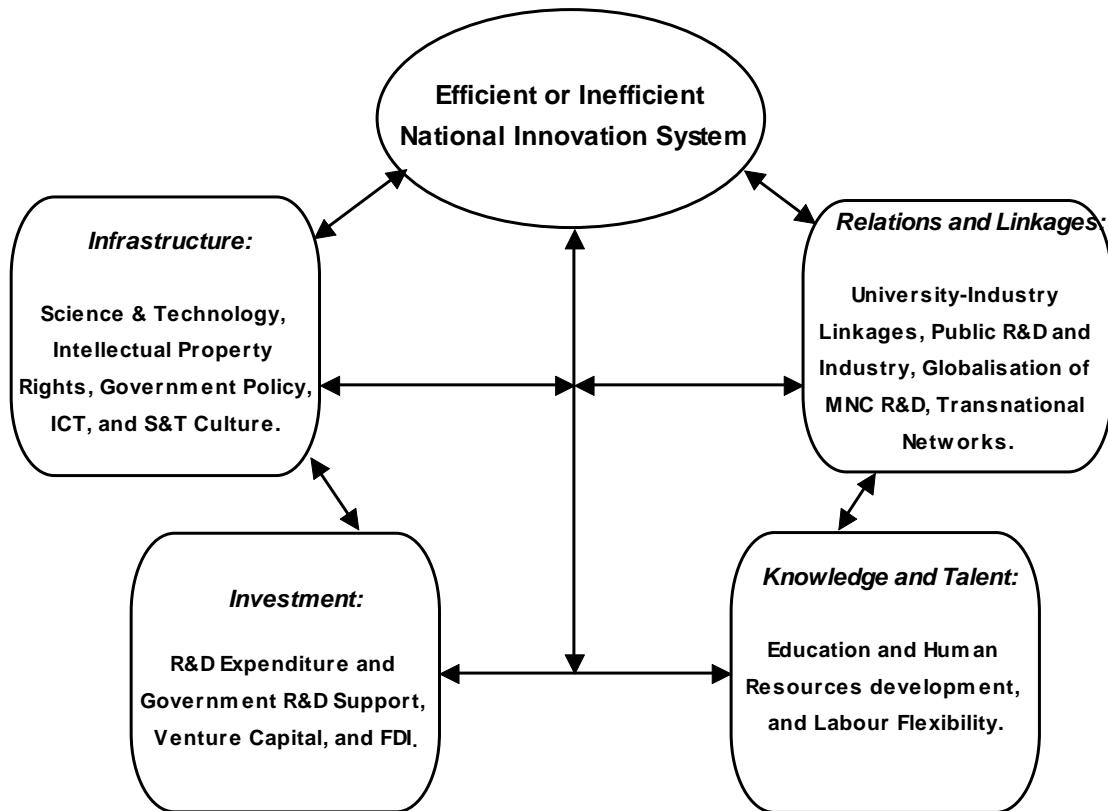 Efficient or Inefficient
National Innovation System
Infrastructure:
Science & Technology,
Intellectual Property
Rights, Government Policy,
ICT, and S&T Culture.
Relations and Linkages:
University-Industry
Linkages, Public R&D and
Industry, Globalisation of
MNC R&D, Transnational
Networks.
Investment:
R&D Expenditure and
Government R&D Support,
Venture Capital, and FDI.
Knowledge and Talent:
Education and Human
Resources development,
and Labour Flexibility.